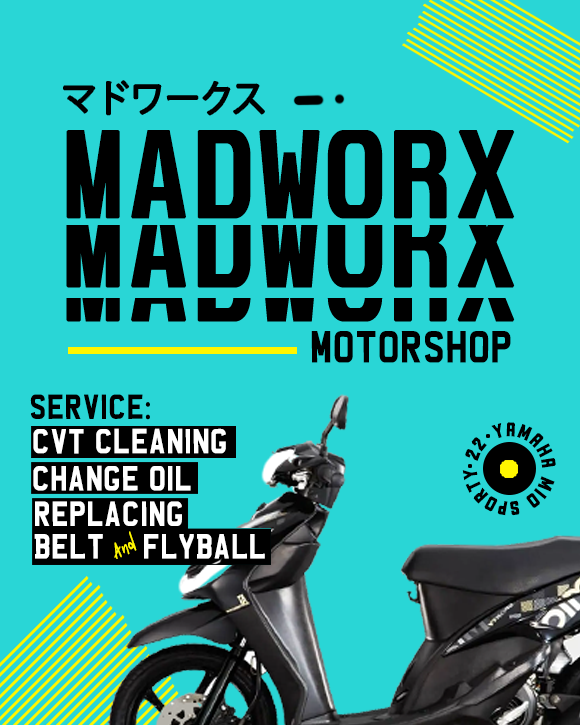 マドワークス
MADWORX
MADWORX
MADWORX
MOTORSHOP
SERVICE:
CVT CLEANING
CHANGE OIL
REPLACING
BELT And FLYBALL
22•YAMAHA MIO SPORTY•